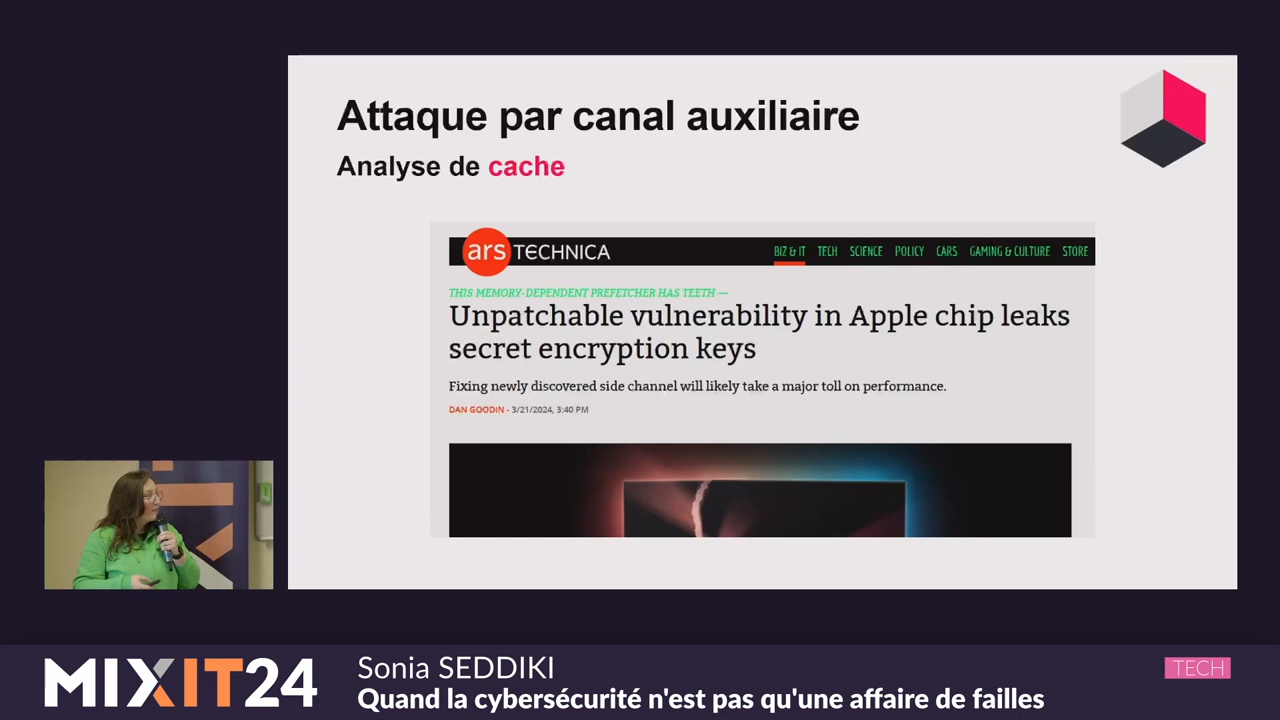 Attaque par canal auxiliaire
Analyse de cache
ars TECHNICA
BIZ & IT TECH SCIENCE POLICY CARS GAMING & CULTURE STORE
THIS MEMORY-DEPENDENT PREFETCHER HAS TEETH —
Unpatchable vulnerability in Apple chip leaks
secret encryption keys
Fixing newly discovered side channel will likely take a major toll on performance.
DAN GOODIN - 3/21/2024, 3:40 PM
MIXIT24
Sonia SEDDIKI
Quand la cybersécurité n'est pas qu'une affaire de failles
TECH